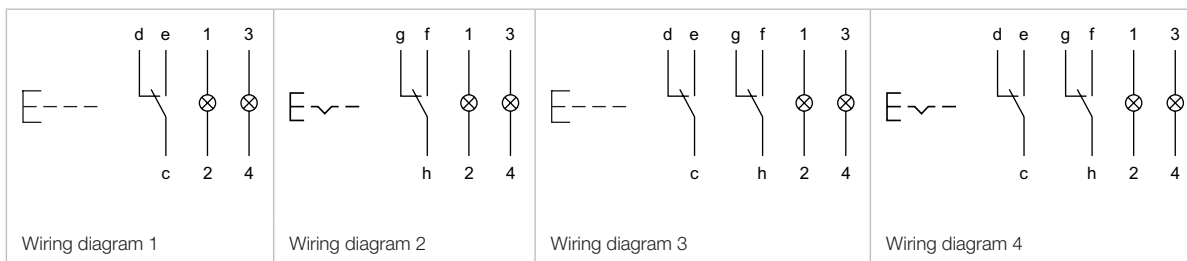 d e 1 3
c 2 4
Wiring diagram 1
g f 1 3
h 2 4
Wiring diagram 2
d e g f 1 3
c h 2 4
Wiring diagram 3
d e g f 1 3
c h 2 4
Wiring diagram 4